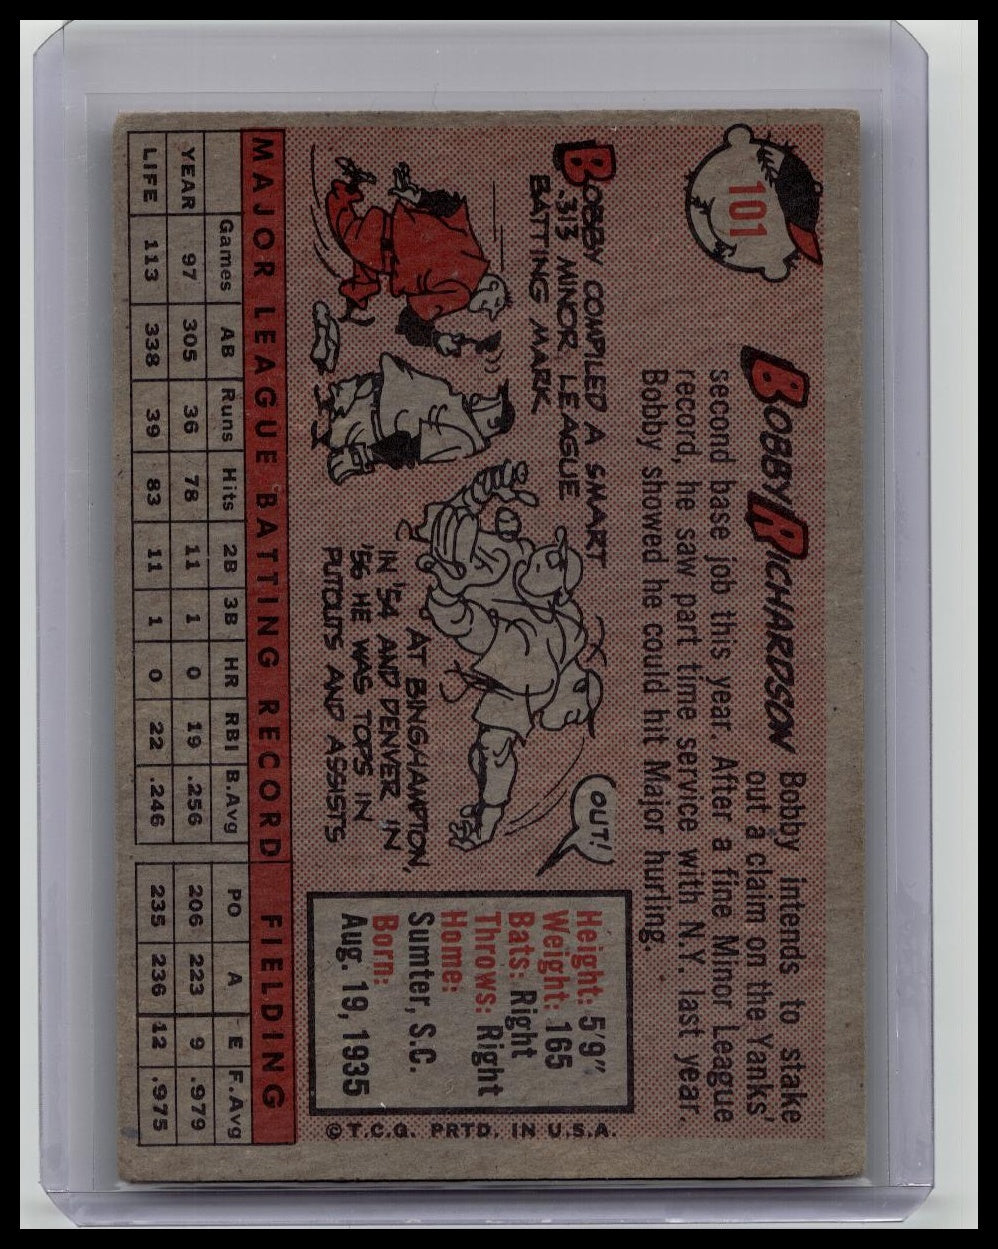 101
BOBBY RICHARDSON
Bobby intends to stake
out a claim on the Yanks'
second base job this year. After a fine Minor League
record, he saw part time service with N.Y. last year
Bobby showed he could hit Major hurling.
BOBBY COMPILED A SMART
.313 MINOR LEAGUE
BATTING MARK
OUT!
AT BINGHAMPTON,
IN '54 AND DENVER IN
'56 HE WAS TOPS IN
PUTOUTS AND ASSISTS
Height: 5'9"
Weight: 165
Bats: Right
Throws: Right
Home:
Sumter, S.C.
Born:
Aug. 19, 1935
© T.C.G. PRTD. IN U.S.A.
MAJOR LEAGUE BATTING RECORD FIELDING
Games AB Runs Hits 2B 3B HR RBI B.Avg PO A E F.Avg
YEAR 97 305 36 78 11 1 0 19 .256 206 223 9 .979
LIFE 113 338 39 83 11 1 0 22 .246 235 236 12 .975